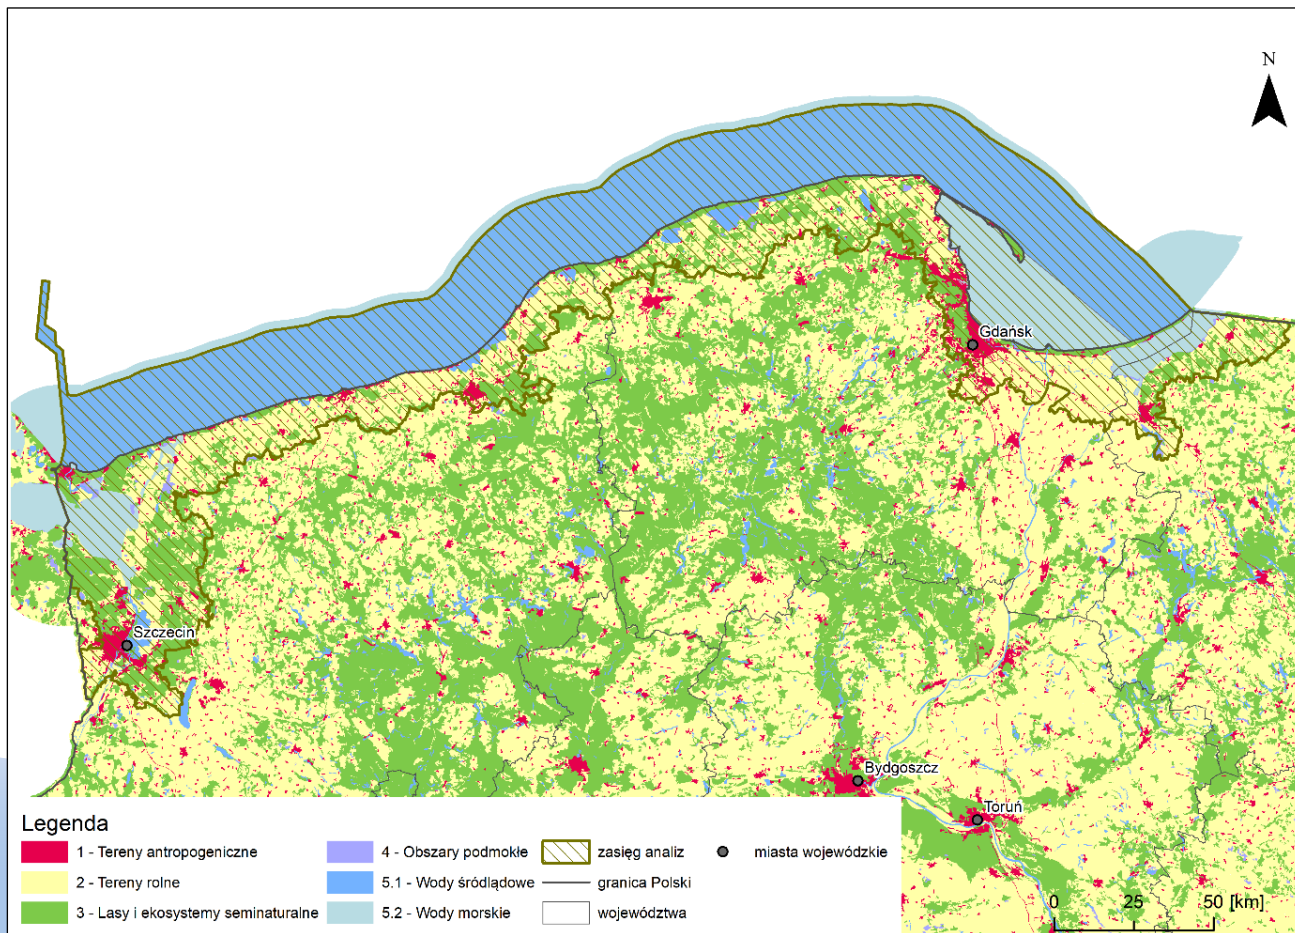 N
Gdańsk
Szczecin
Bydgoszcz
Toruń
Legenda
1 - Tereny antropogeniczne
4 - Obszary podmokłe
zasięg analiz
miasta wojewódzkie
2 - Tereny rolne
5.1 - Wody śródlądowe
granica Polski
3 - Lasy i ekosystemy seminaturalne
5.2 - Wody morskie
województwa
0 25 50 [km]